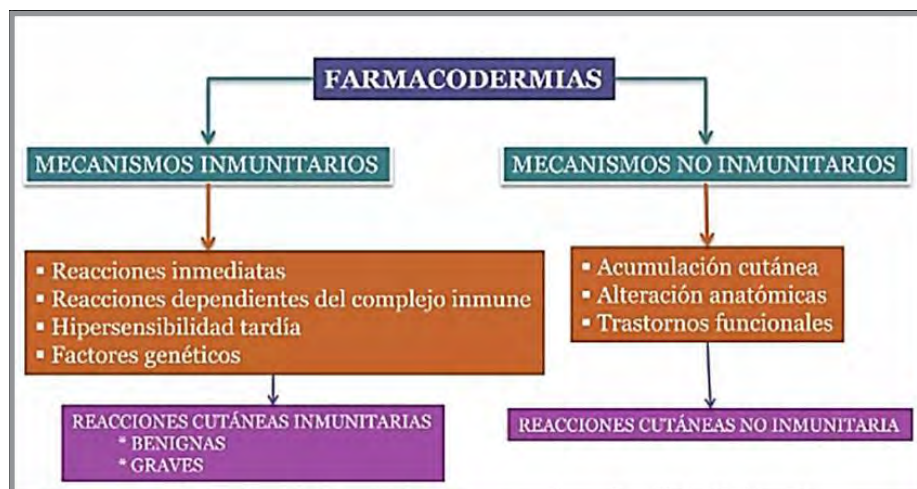 FARMACODERMIAS
MECANISMOS INMUNITARIOS
MECANISMOS NO INMUNITARIOS
▪ Reacciones inmediatas
▪ Reacciones dependientes del complejo inmune
▪ Hipersensibilidad tardía
▪ Factores genéticos
▪ Acumulación cutánea
▪ Alteración anatómicas
▪ Trastornos funcionales
REACCIONES CUTÁNEAS INMUNITARIAS
* BENIGNAS
* GRAVES
REACCIONES CUTÁNEAS NO INMUNITARIA